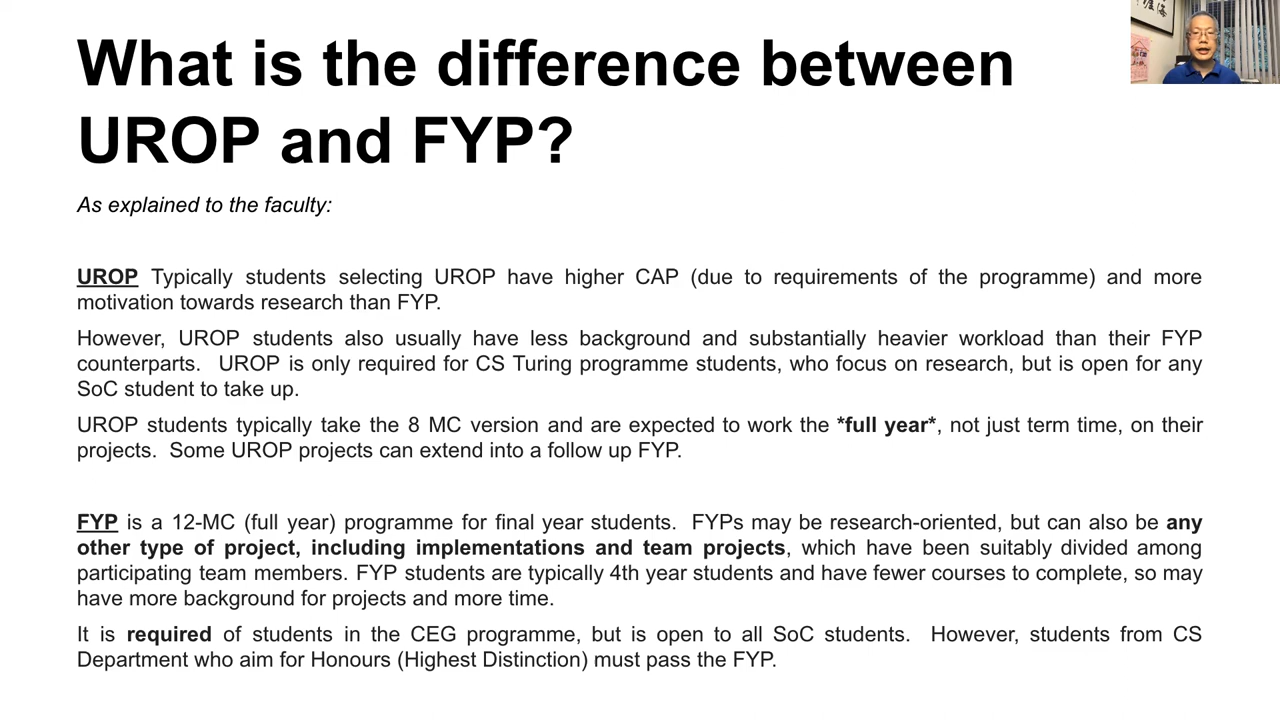 What is the difference between
UROP and FYP?
As explained to the faculty:
UROP Typically students selecting UROP have higher CAP (due to requirements of the programme) and more
motivation towards research than FYP.
However, UROP students also usually have less background and substantially heavier workload than their FYP
counterparts. UROP is only required for CS Turing programme students, who focus on research, but is open for any
SoC student to take up.
UROP students typically take the 8 MC version and are expected to work the *full year*, not just term time, on their
projects. Some UROP projects can extend into a follow up FYP.
FYP is a 12-MC (full year) programme for final year students. FYPs may be research-oriented, but can also be any
other type of project, including implementations and team projects, which have been suitably divided among
participating team members. FYP students are typically 4th year students and have fewer courses to complete, so may
have more background for projects and more time.
It is required of students in the CEG programme, but is open to all SoC students. However, students from CS
Department who aim for Honours (Highest Distinction) must pass the FYP.